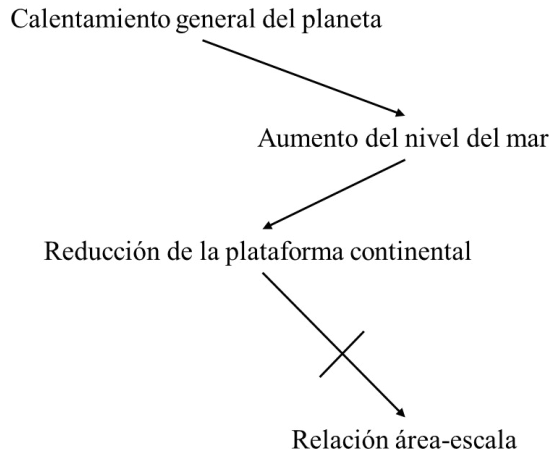 Calentamiento general del planeta
Aumento del nivel del mar
Reducción de la plataforma continental
Relación área-escala